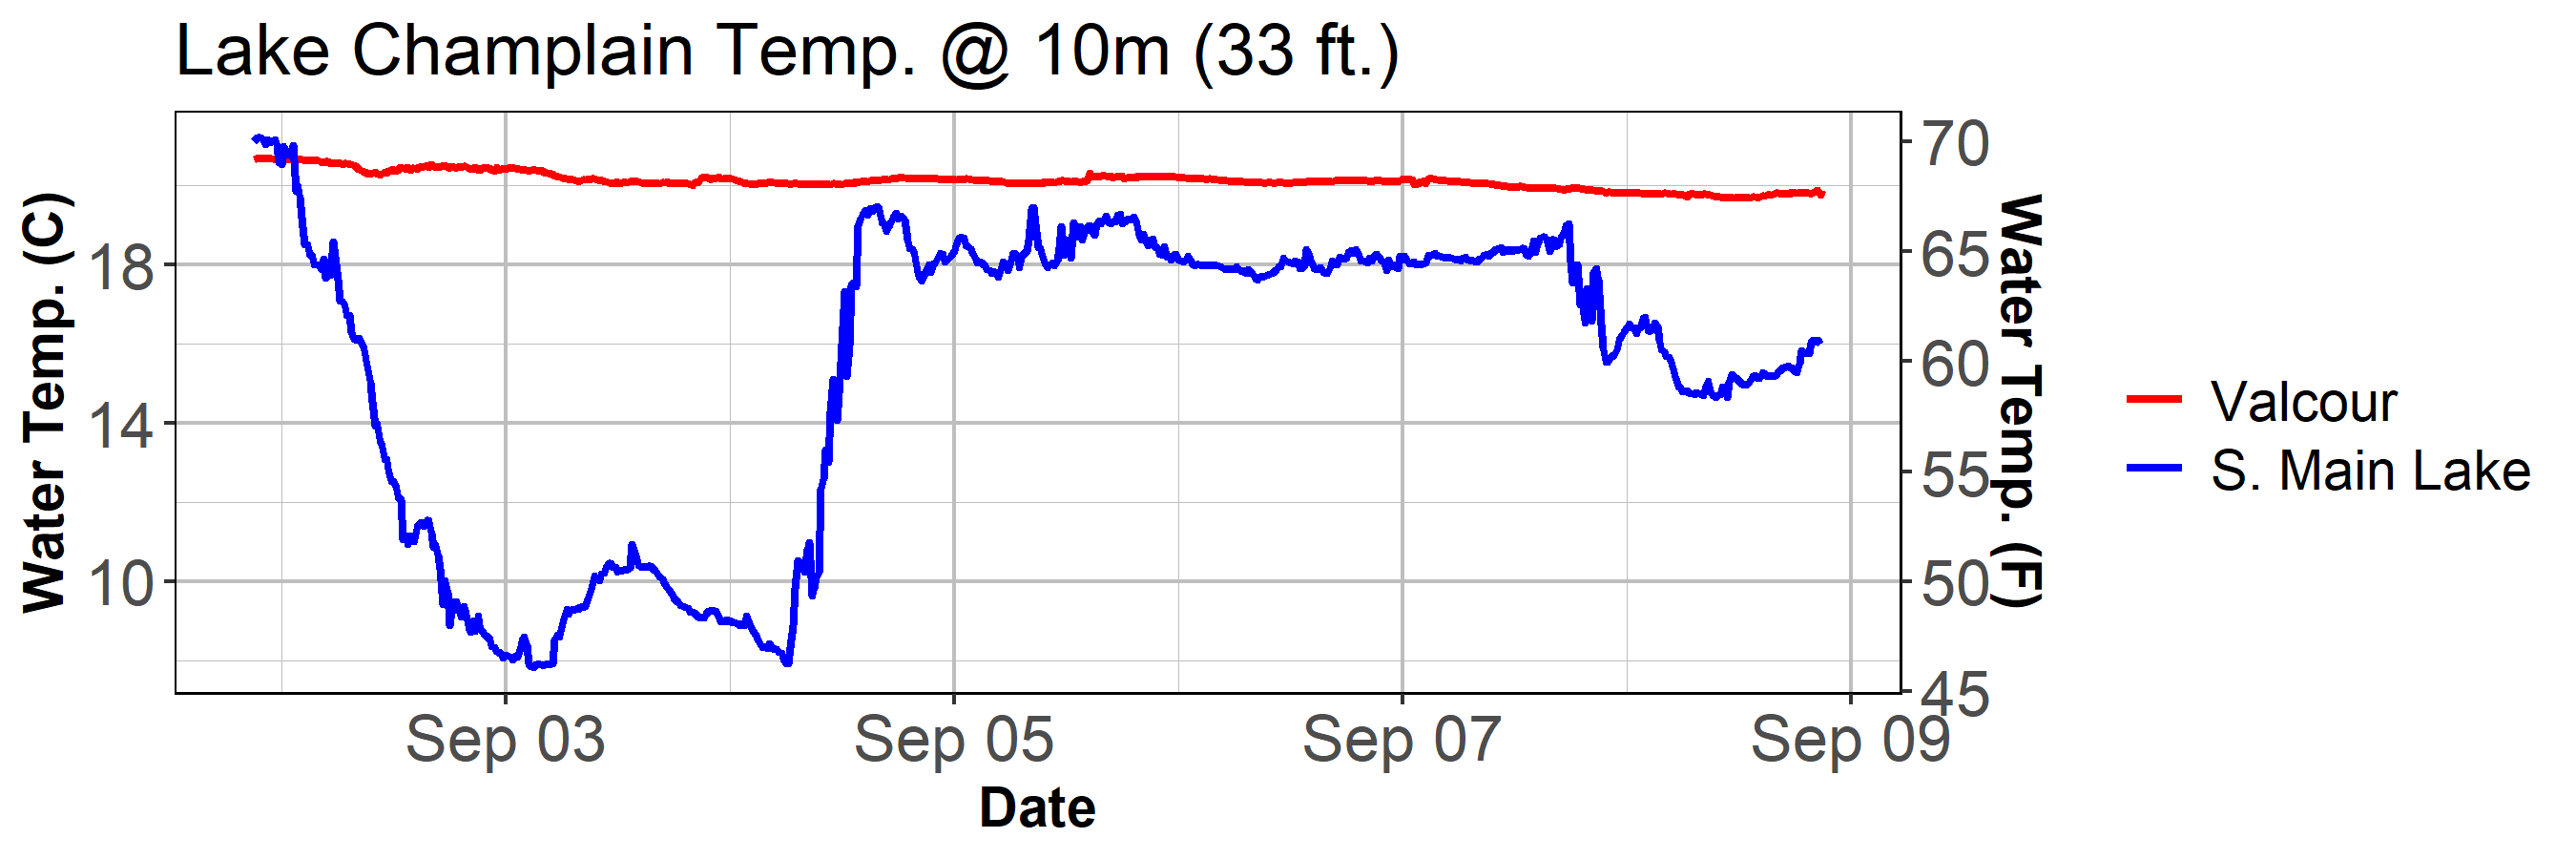 Lake Champlain Temp. @ 10m (33 ft.)
Water Temp. (C)
18
14
10
70
65
60
55
50
45
Water Temp. (F)
Sep 03
Sep 05
Sep 07
Sep 09
Date
Valcour
S. Main Lake